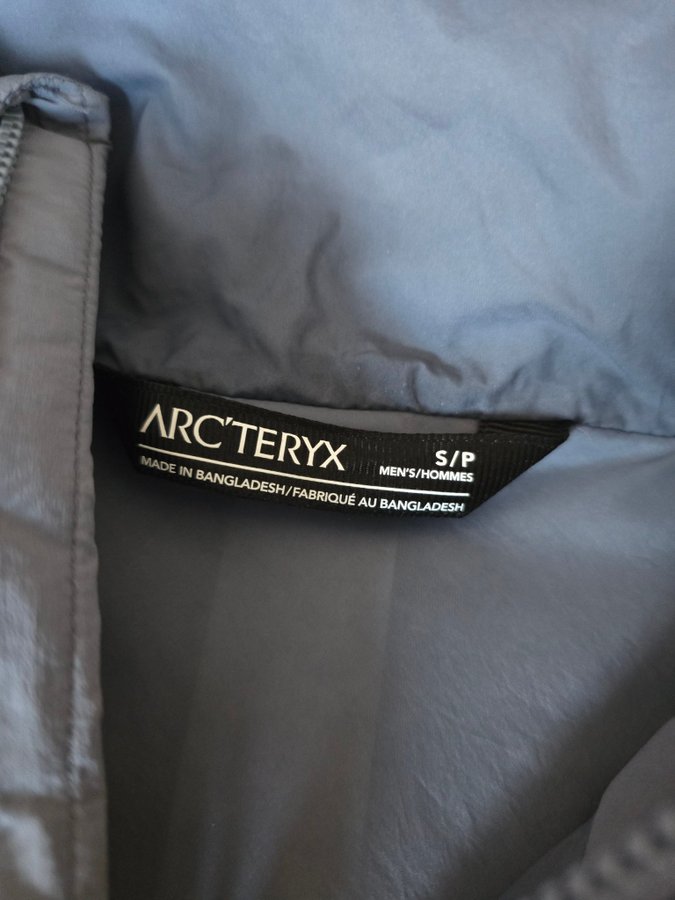 ARC'TERYX
S/P
MEN'S/HOMMES
MADE IN BANGLADESH/FABRIQUÉ AU BANGLADESH